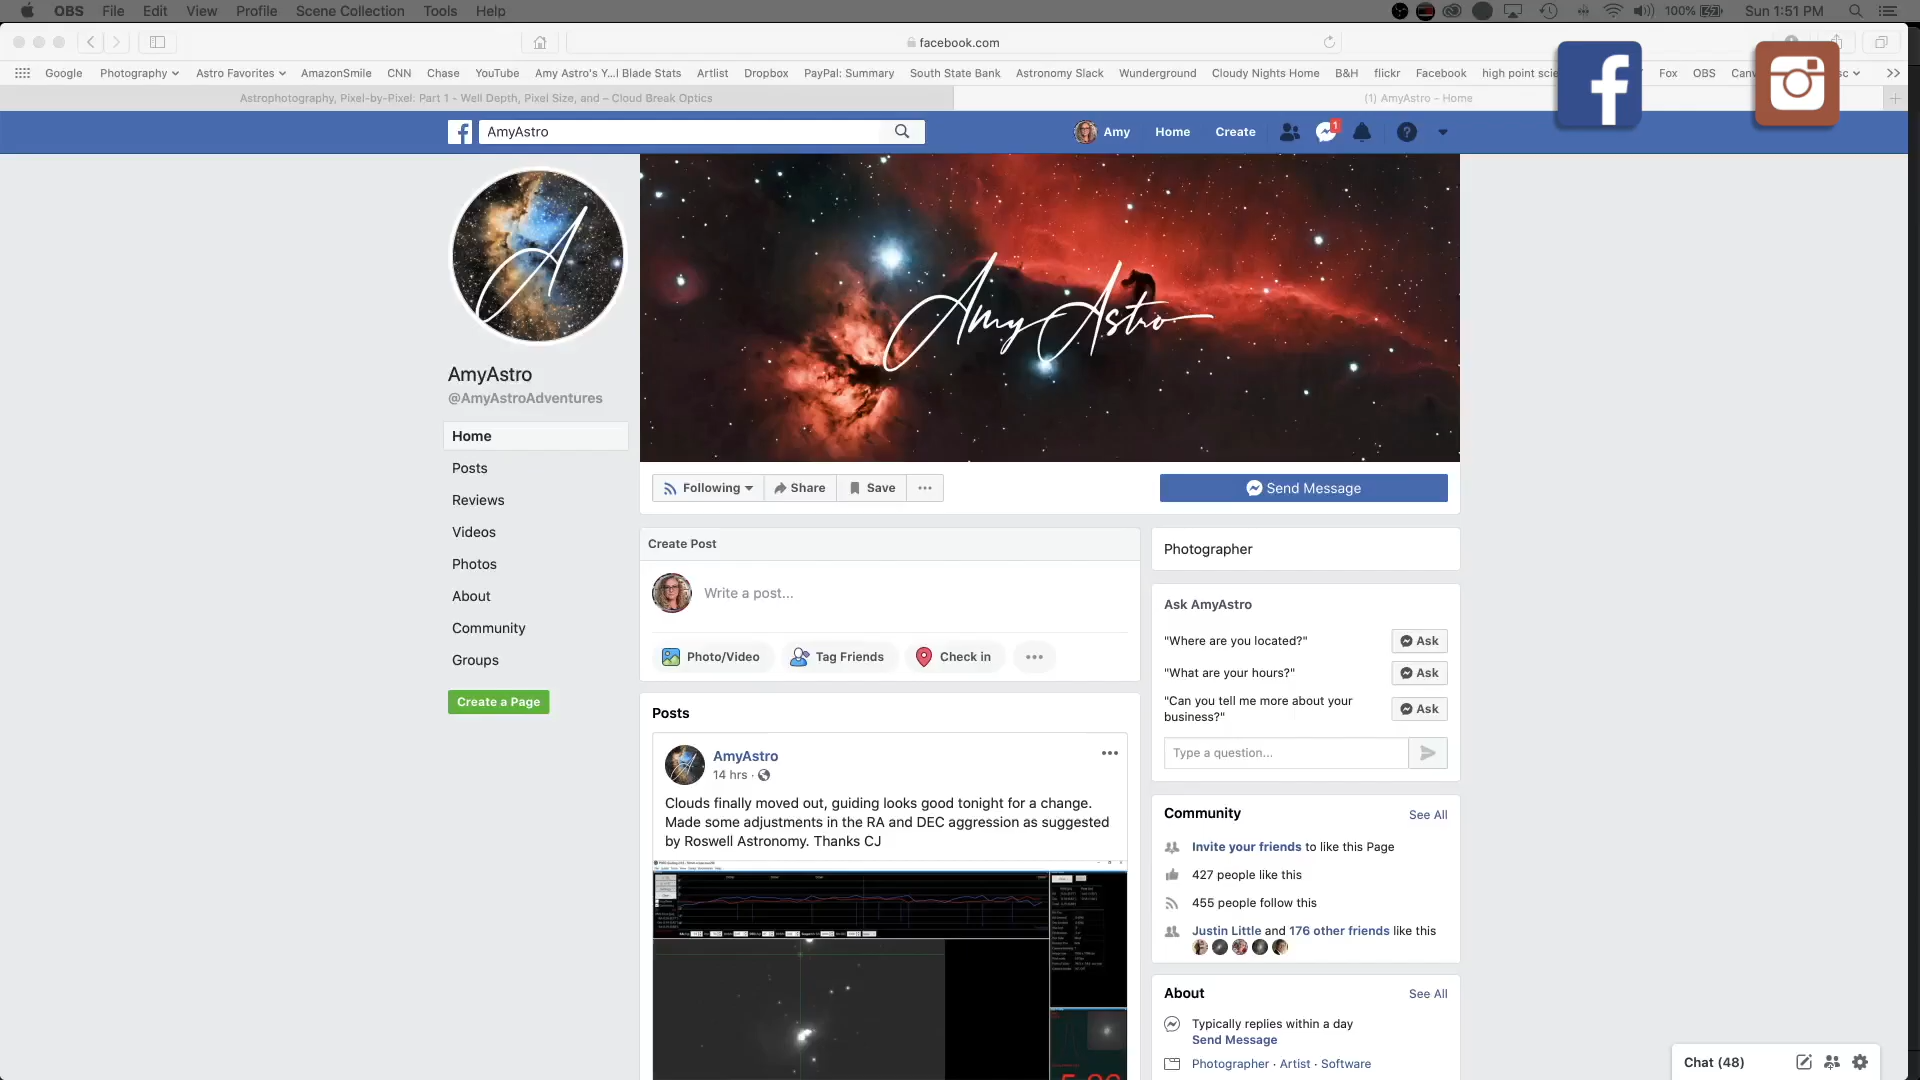 OBS File Edit View Profile Scene Collection Tools Help 100% Sun 1:51 PM
facebook.com
Google Photography Astro Favorites AmazonSmile CNN Chase YouTube Amy Astro's Y...l Blade Stats Artlist Dropbox PayPal: Summary South State Bank Astronomy Slack Wunderground Cloudy Nights Home B&H flickr Facebook high point scie Fox OBS
Astrophotography, Pixel-by-Pixel: Part 1 - Well Depth, Pixel Size, and – Cloud Break Optics (1) AmyAstro – Home
AmyAstro Amy Home Create 1
AmyAstro
AmyAstro
@AmyAstroAdventures
Home
Posts
Reviews
Videos
Photos
About
Community
Groups
Create a Page
Following Share Save Send Message
Create Post
Write a post...
Photo/Video Tag Friends Check in
Posts
AmyAstro
14 hrs ·
Clouds finally moved out, guiding looks good tonight for a change.
Made some adjustments in the RA and DEC aggression as suggested
by Roswell Astronomy. Thanks CJ
Photographer
Ask AmyAstro
"Where are you located?" Ask
"What are your hours?" Ask
"Can you tell me more about your
business?" Ask
Type a question...
Community See All
Invite your friends to like this Page
427 people like this
455 people follow this
Justin Little and 176 other friends like this
About See All
Typically replies within a day
Send Message
Photographer · Artist · Software
Chat (48)